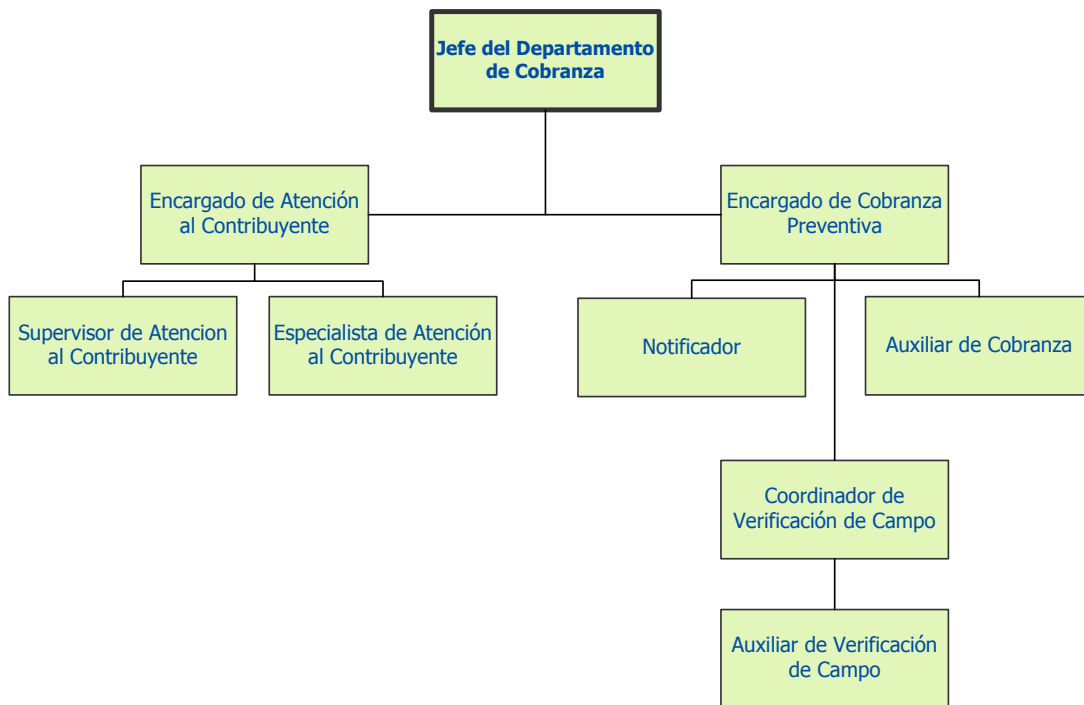 Jefe del Departamento
de Cobranza
Encargado de Atención
al Contribuyente
Encargado de Cobranza
Preventiva
Supervisor de Atencion
al Contribuyente
Especialista de Atención
al Contribuyente
Notificador
Auxiliar de Cobranza
Coordinador de
Verificación de Campo
Auxiliar de Verificación
de Campo